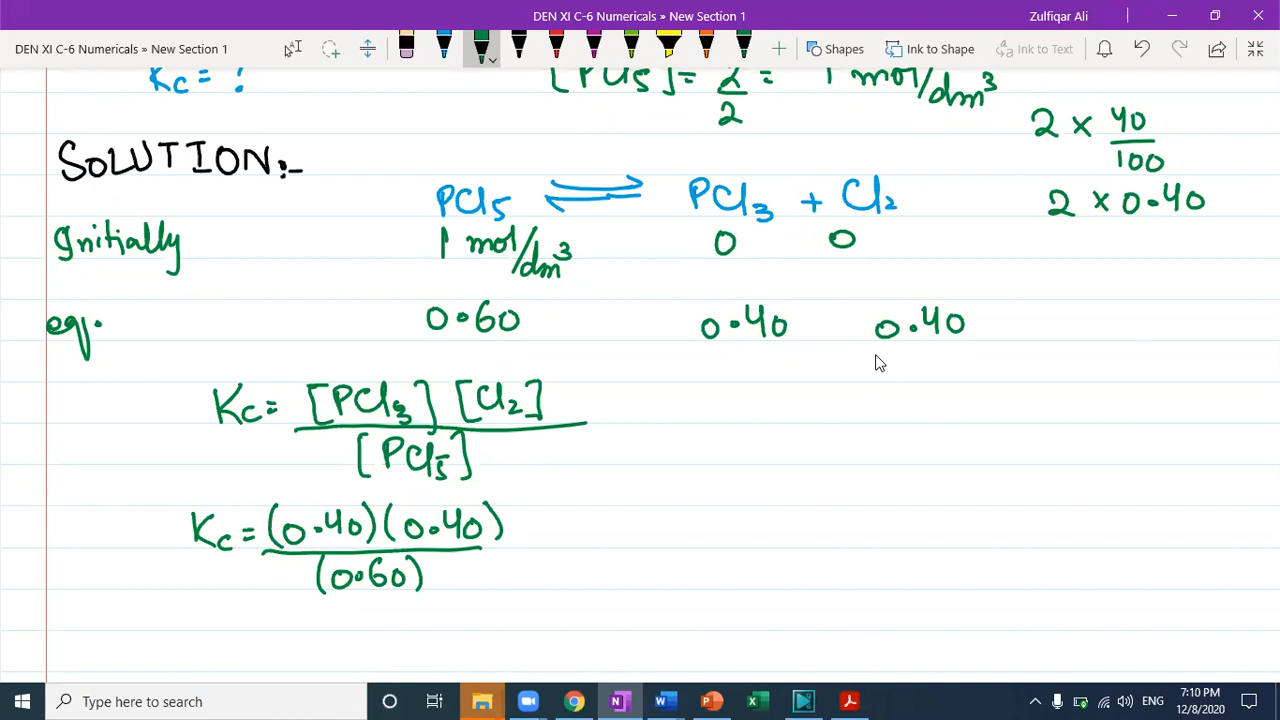 DEN XI C-6 Numericals » New Section 1
Zulfiqar Ali
DEN XI C-6 Numericals » New Section 1
Shapes
Ink to Shape
Ink to Text
Kc = ?
[PCl5] = 2/2 = 1 mol/dm³
2 × 40/100
SOLUTION:-
PCl5 ⇌ PCl3 + Cl2
2 × 0.40
Initially 1 mol/dm³ 0 0
eq. 0.60 0.40 0.40
Kc = [PCl3] [Cl2] / [PCl5]
Kc = (0.40)(0.40) / (0.60)
Type here to search
ENG
7:10 PM
12/8/2020